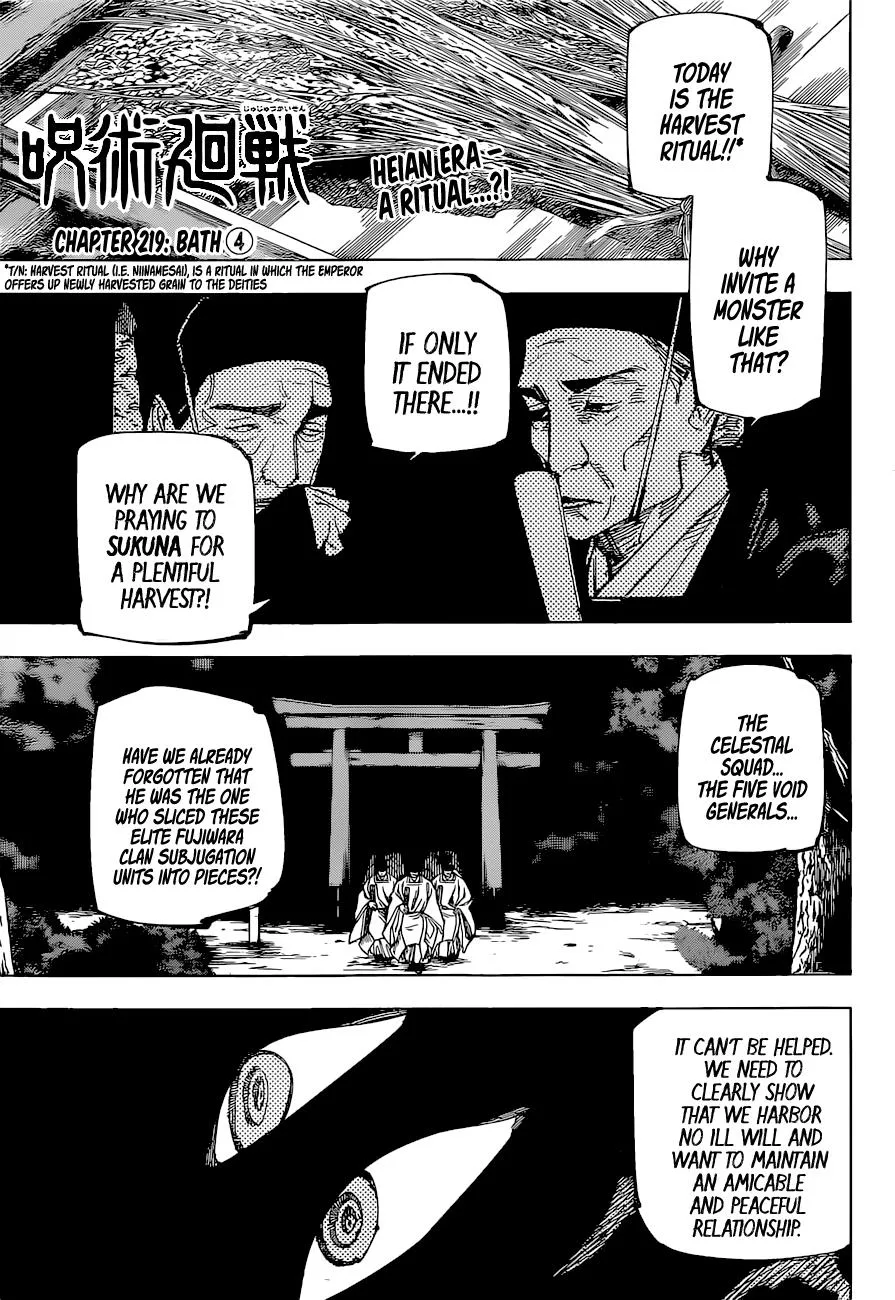 TODAY
IS THE
HARVEST
RITUAL!!*
じゅじゅつかいせん
呪術廻戦
HEIAN ERA –
A RITUAL...?!
CHAPTER 219: BATH ④
*T/N: HARVEST RITUAL (I.E. NIINAMESAI), IS A RITUAL IN WHICH THE EMPEROR
OFFERS UP NEWLY HARVESTED GRAIN TO THE DEITIES
WHY
INVITE A
MONSTER
LIKE
THAT?
IF ONLY
IT ENDED
THERE...!!
WHY ARE WE
PRAYING TO
SUKUNA FOR
A PLENTIFUL
HARVEST?!
THE
CELESTIAL
SQUAD...
THE FIVE VOID
GENERALS...
HAVE WE ALREADY
FORGOTTEN THAT
HE WAS THE ONE
WHO SLICED THESE
ELITE FUJIWARA
CLAN SUBJUGATION
UNITS INTO PIECES?!
IT CAN'T BE HELPED.
WE NEED TO
CLEARLY SHOW
THAT WE HARBOR
NO ILL WILL AND
WANT TO MAINTAIN
AN AMICABLE
AND PEACEFUL
RELATIONSHIP.